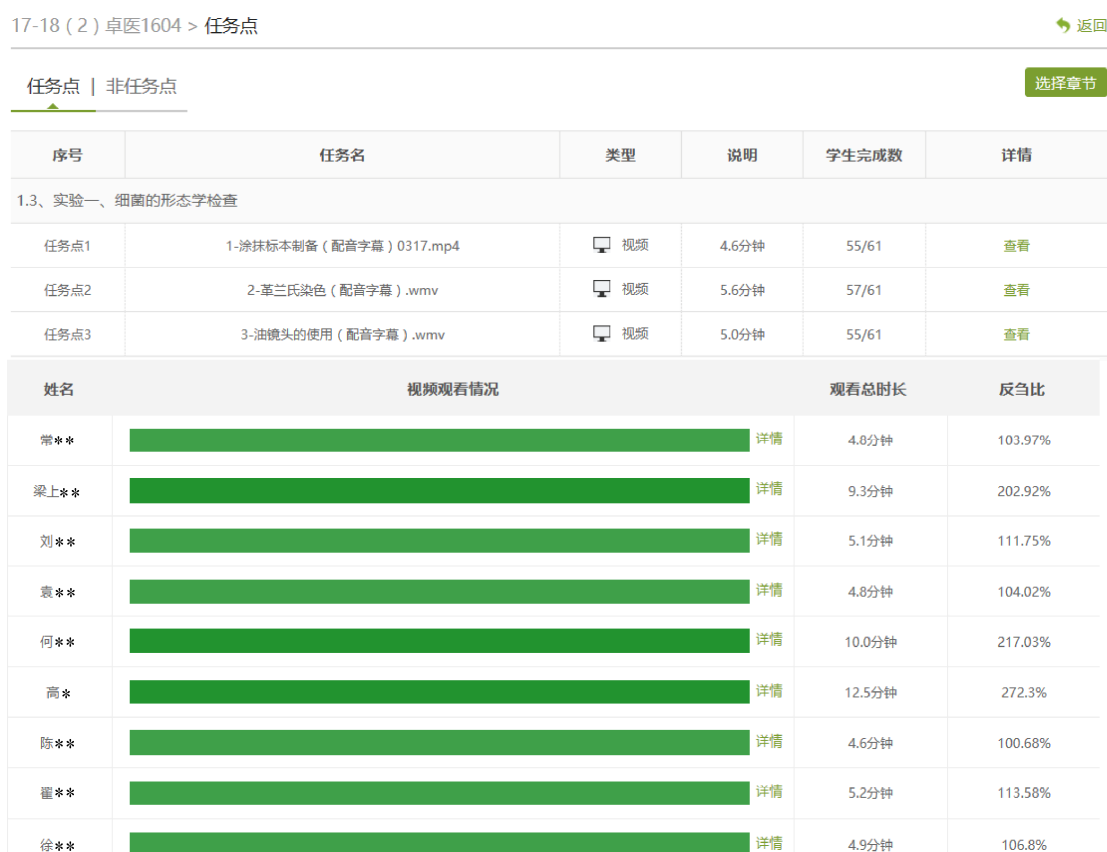 17-18（2）卓医1604 > 任务点 返回
任务点 | 非任务点 选择章节
序号 任务名 类型 说明 学生完成数 详情
1.3、实验一、细菌的形态学检查
任务点1 1-涂抹标本制备（配音字幕）0317.mp4 视频 4.6分钟 55/61 查看
任务点2 2-革兰氏染色（配音字幕）.wmv 视频 5.6分钟 57/61 查看
任务点3 3-油镜头的使用（配音字幕）.wmv 视频 5.0分钟 55/61 查看
姓名 视频观看情况 观看总时长 反刍比
常** 详情 4.8分钟 103.97%
梁上** 详情 9.3分钟 202.92%
刘** 详情 5.1分钟 111.75%
袁** 详情 4.8分钟 104.02%
何** 详情 10.0分钟 217.03%
高* 详情 12.5分钟 272.3%
陈** 详情 4.6分钟 100.68%
翟** 详情 5.2分钟 113.58%
徐** 详情 4.9分钟 106.8%